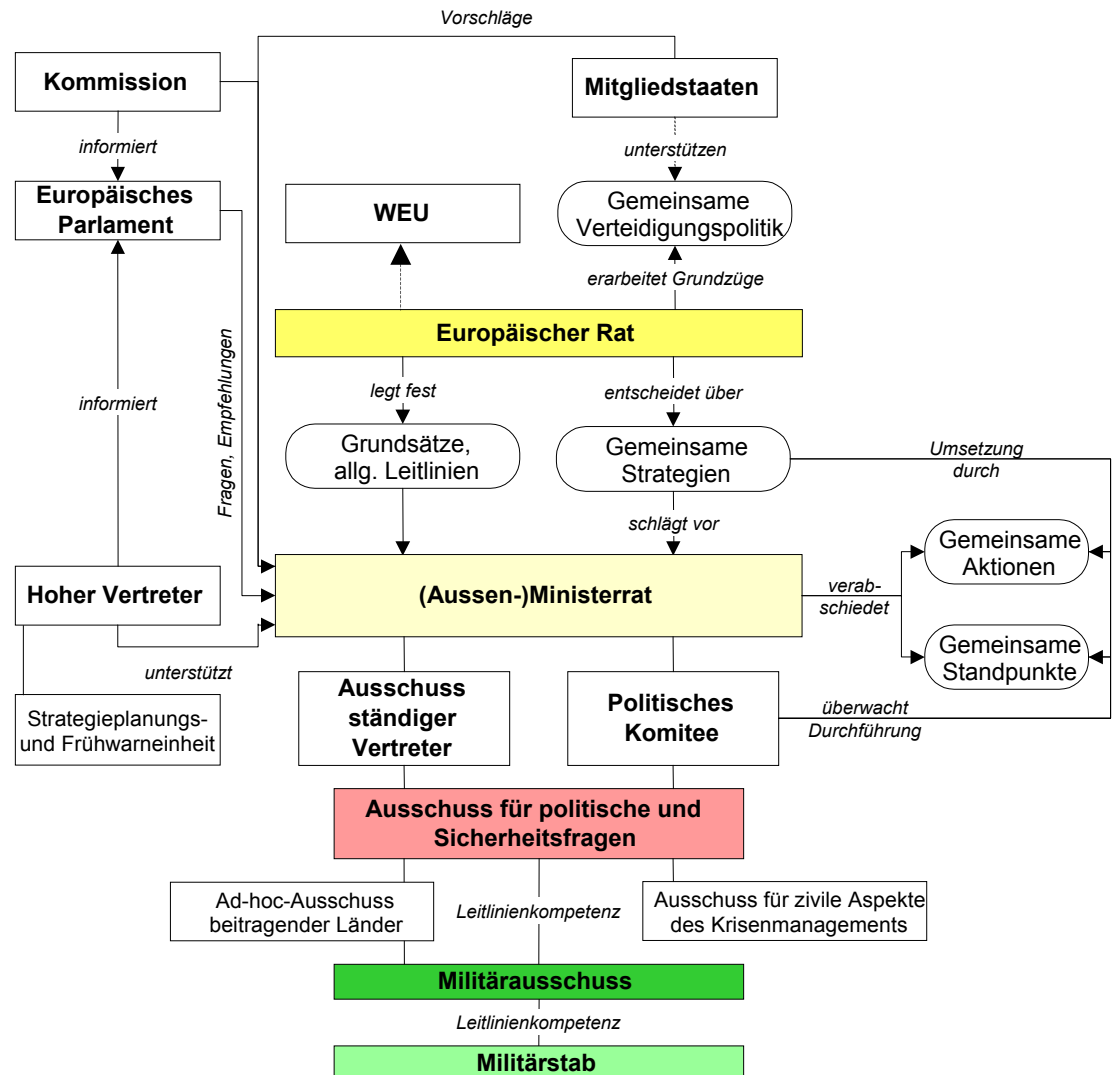 Vorschläge
Kommission
Mitgliedstaaten
informiert
unterstützen
Europäisches
Parlament
WEU
Gemeinsame
Verteidigungspolitik
erarbeitet Grundzüge
Europäischer Rat
Fragen, Empfehlungen
informiert
legt fest
entscheidet über
Grundsätze,
allg. Leitlinien
Gemeinsame
Strategien
Umsetzung
durch
schlägt vor
Hoher Vertreter
(Aussen-)Ministerrat
verab-
schiedet
Gemeinsame
Aktionen
Gemeinsame
Standpunkte
unterstützt
Strategieplanungs-
und Frühwarneinheit
Ausschuss
ständiger
Vertreter
Politisches
Komitee
überwacht
Durchführung
Ausschuss für politische und
Sicherheitsfragen
Ad-hoc-Ausschuss
beitragender Länder
Leitlinienkompetenz
Ausschuss für zivile Aspekte
des Krisenmanagements
Militärausschuss
Leitlinienkompetenz
Militärstab